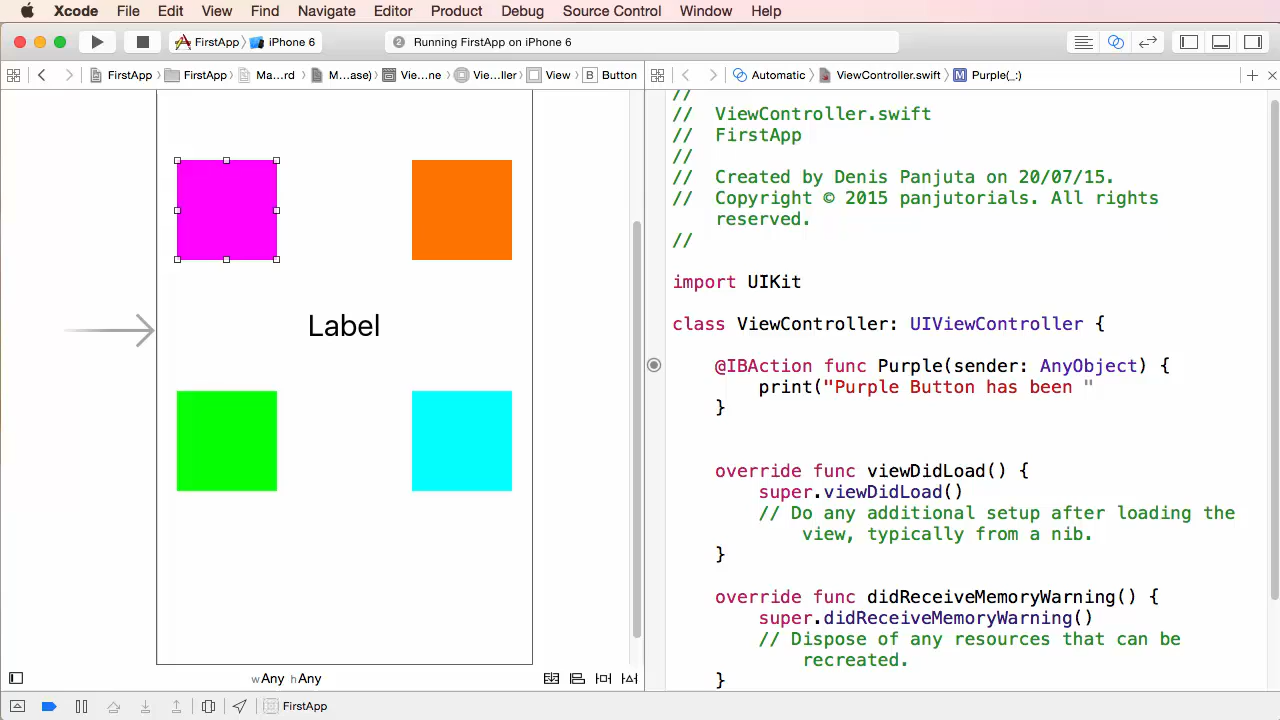 Xcode File Edit View Find Navigate Editor Product Debug Source Control Window Help
FirstApp iPhone 6
2 Running FirstApp on iPhone 6
FirstApp FirstApp Ma...rd M...ase) Vie...ne Vie...ller View B Button
Automatic ViewController.swift M Purple(_:)
//
// ViewController.swift
// FirstApp
//
// Created by Denis Panjuta on 20/07/15.
// Copyright © 2015 panjutorials. All rights
reserved.
//
import UIKit
class ViewController: UIViewController {
@IBAction func Purple(sender: AnyObject) {
print("Purple Button has been "
}
override func viewDidLoad() {
super.viewDidLoad()
// Do any additional setup after loading the
view, typically from a nib.
}
override func didReceiveMemoryWarning() {
super.didReceiveMemoryWarning()
// Dispose of any resources that can be
recreated.
}
Label
wAny hAny
FirstApp